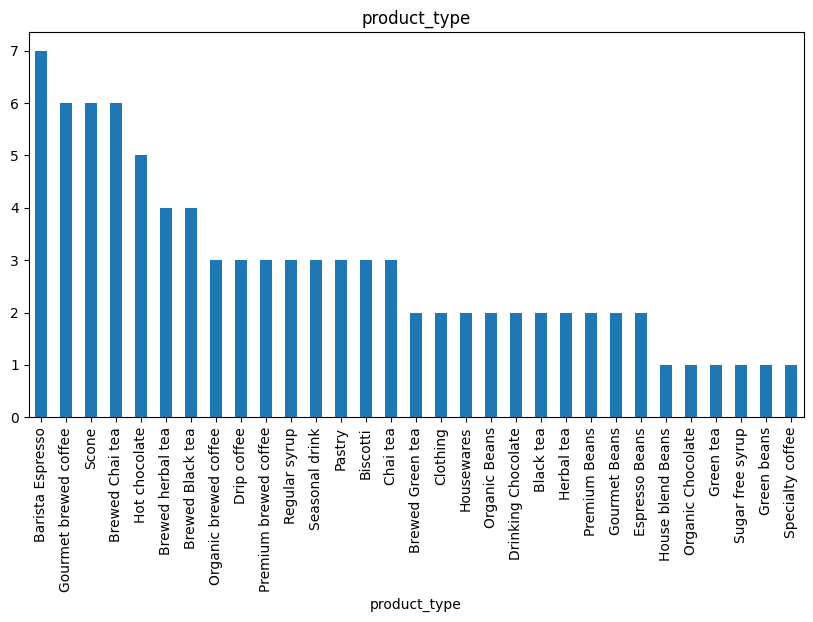 product_type
7
6
5
4
3
2
1
0
Barista Espresso
Gourmet brewed coffee
Scone
Brewed Chai tea
Hot chocolate
Brewed herbal tea
Brewed Black tea
Organic brewed coffee
Drip coffee
Premium brewed coffee
Regular syrup
Seasonal drink
Pastry
Biscotti
Chai tea
Brewed Green tea
Clothing
Housewares
Organic Beans
Drinking Chocolate
Black tea
Herbal tea
Premium Beans
Gourmet Beans
Espresso Beans
House blend Beans
Organic Chocolate
Green tea
Sugar free syrup
Green beans
Specialty coffee
product_type